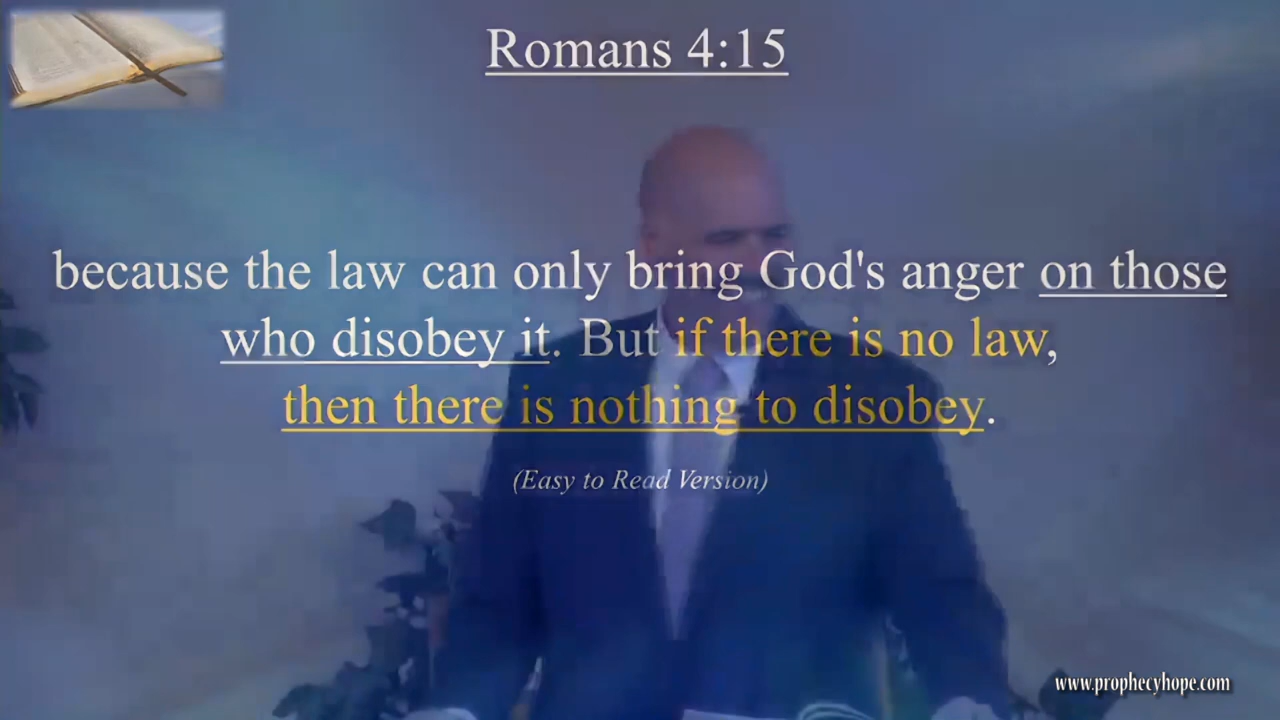 Romans 4:15
because the law can only bring God's anger on those
who disobey it. But if there is no law,
then there is nothing to disobey.
(Easy to Read Version)
www.prophecyhope.com